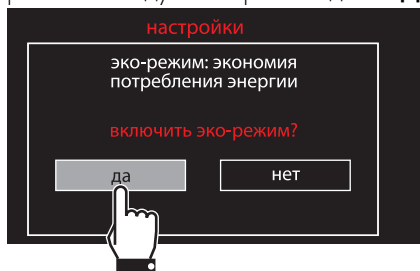 настройки
эко-режим: экономия
потребления энергии
включить эко-режим?
да
нет